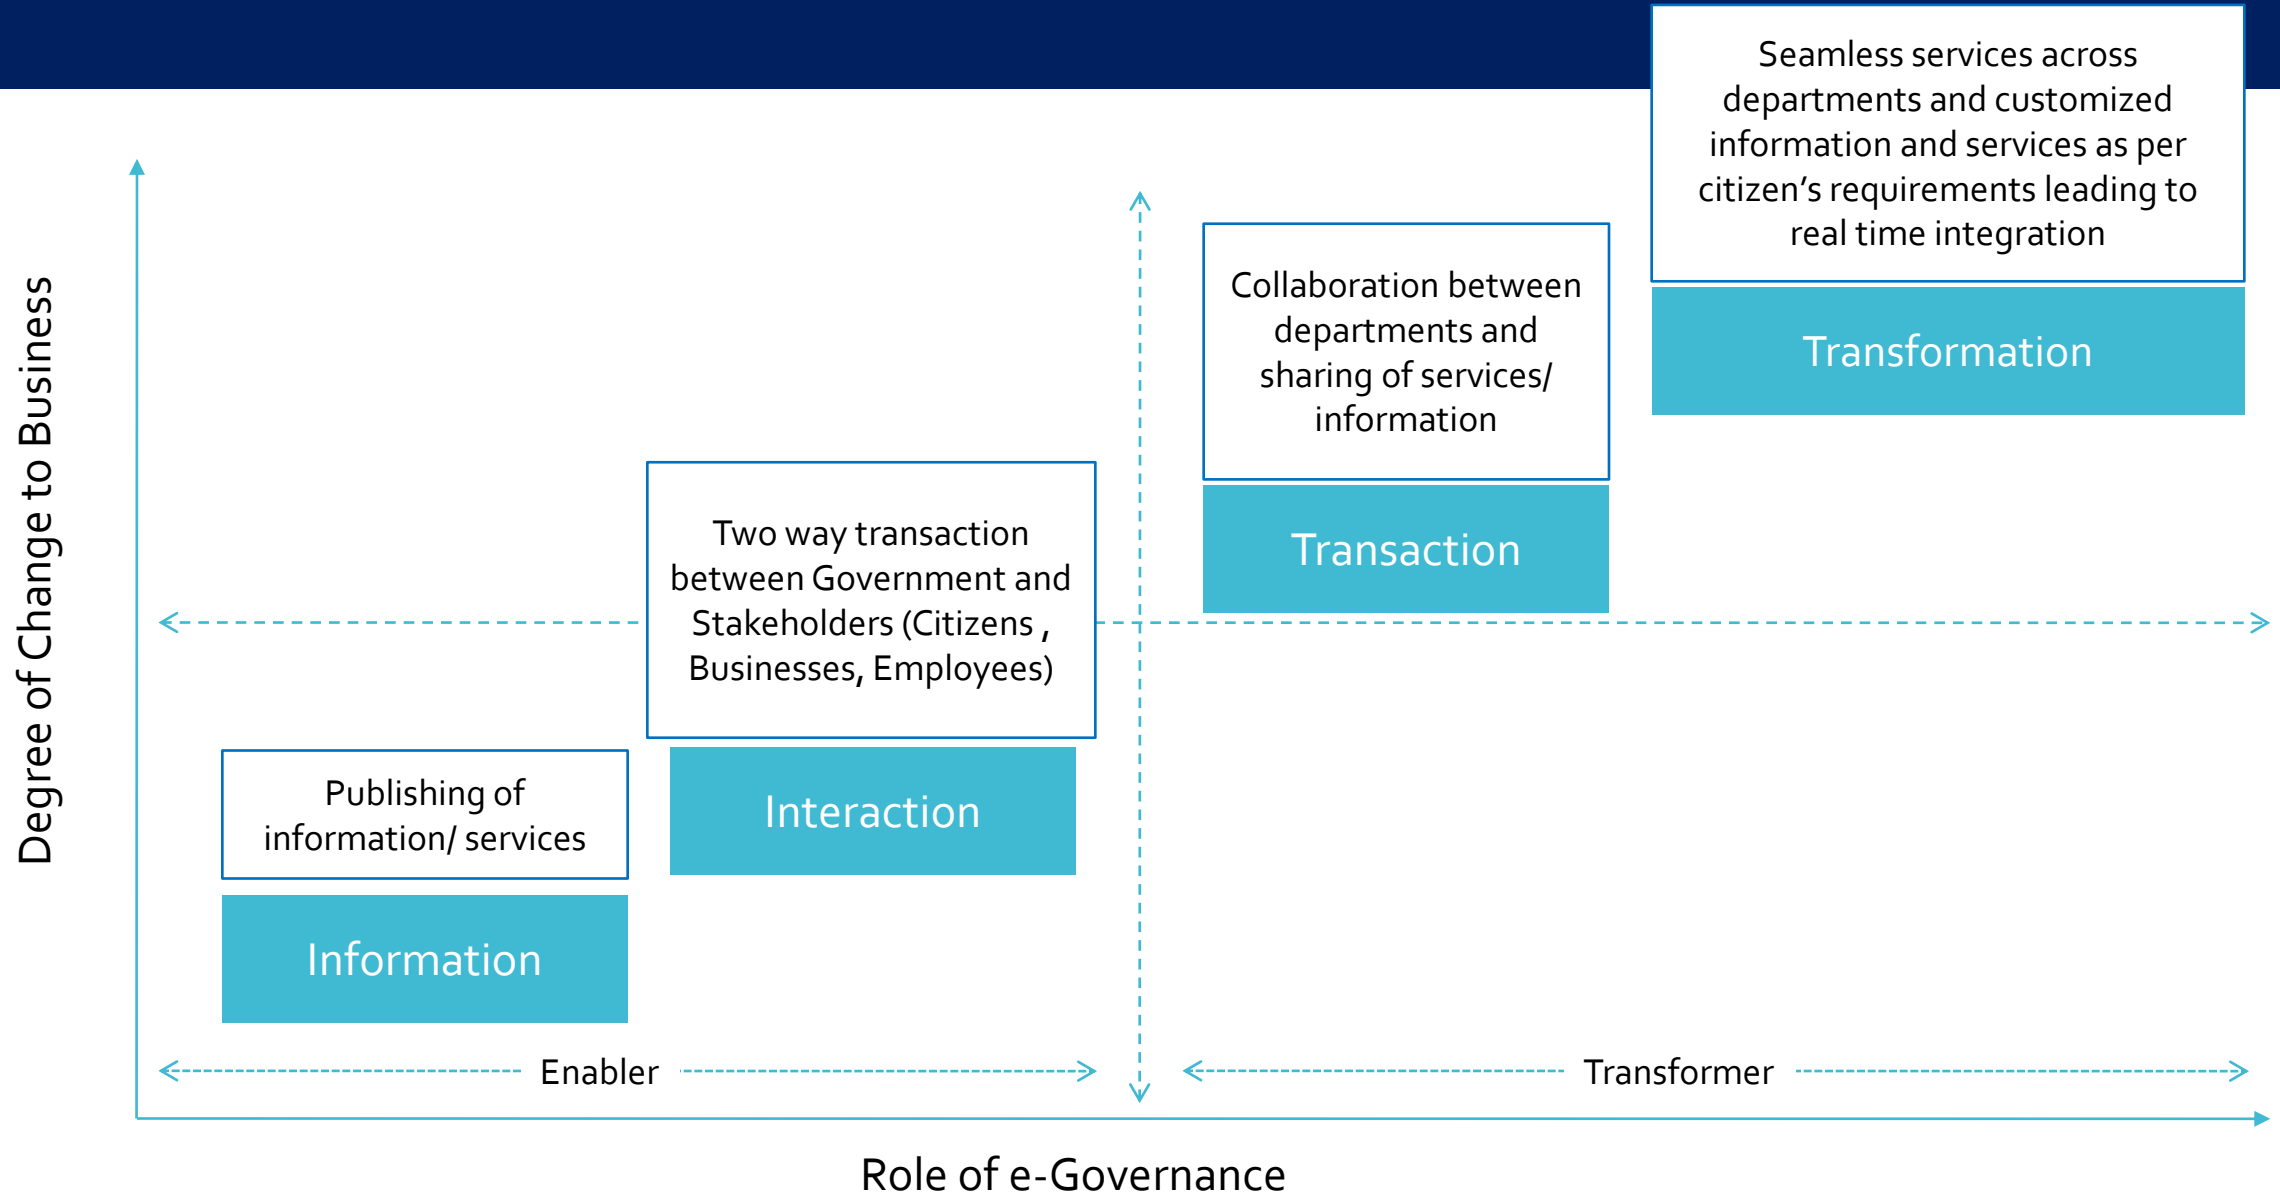 Seamless services across
departments and customized
information and services as per
citizen’s requirements leading to
real time integration
Transformation
Collaboration between
departments and
sharing of services/
information
Transaction
Two way transaction
between Government and
Stakeholders (Citizens ,
Businesses, Employees)
Interaction
Publishing of
information/ services
Information
Degree of Change to Business
Enabler
Transformer
Role of e-Governance